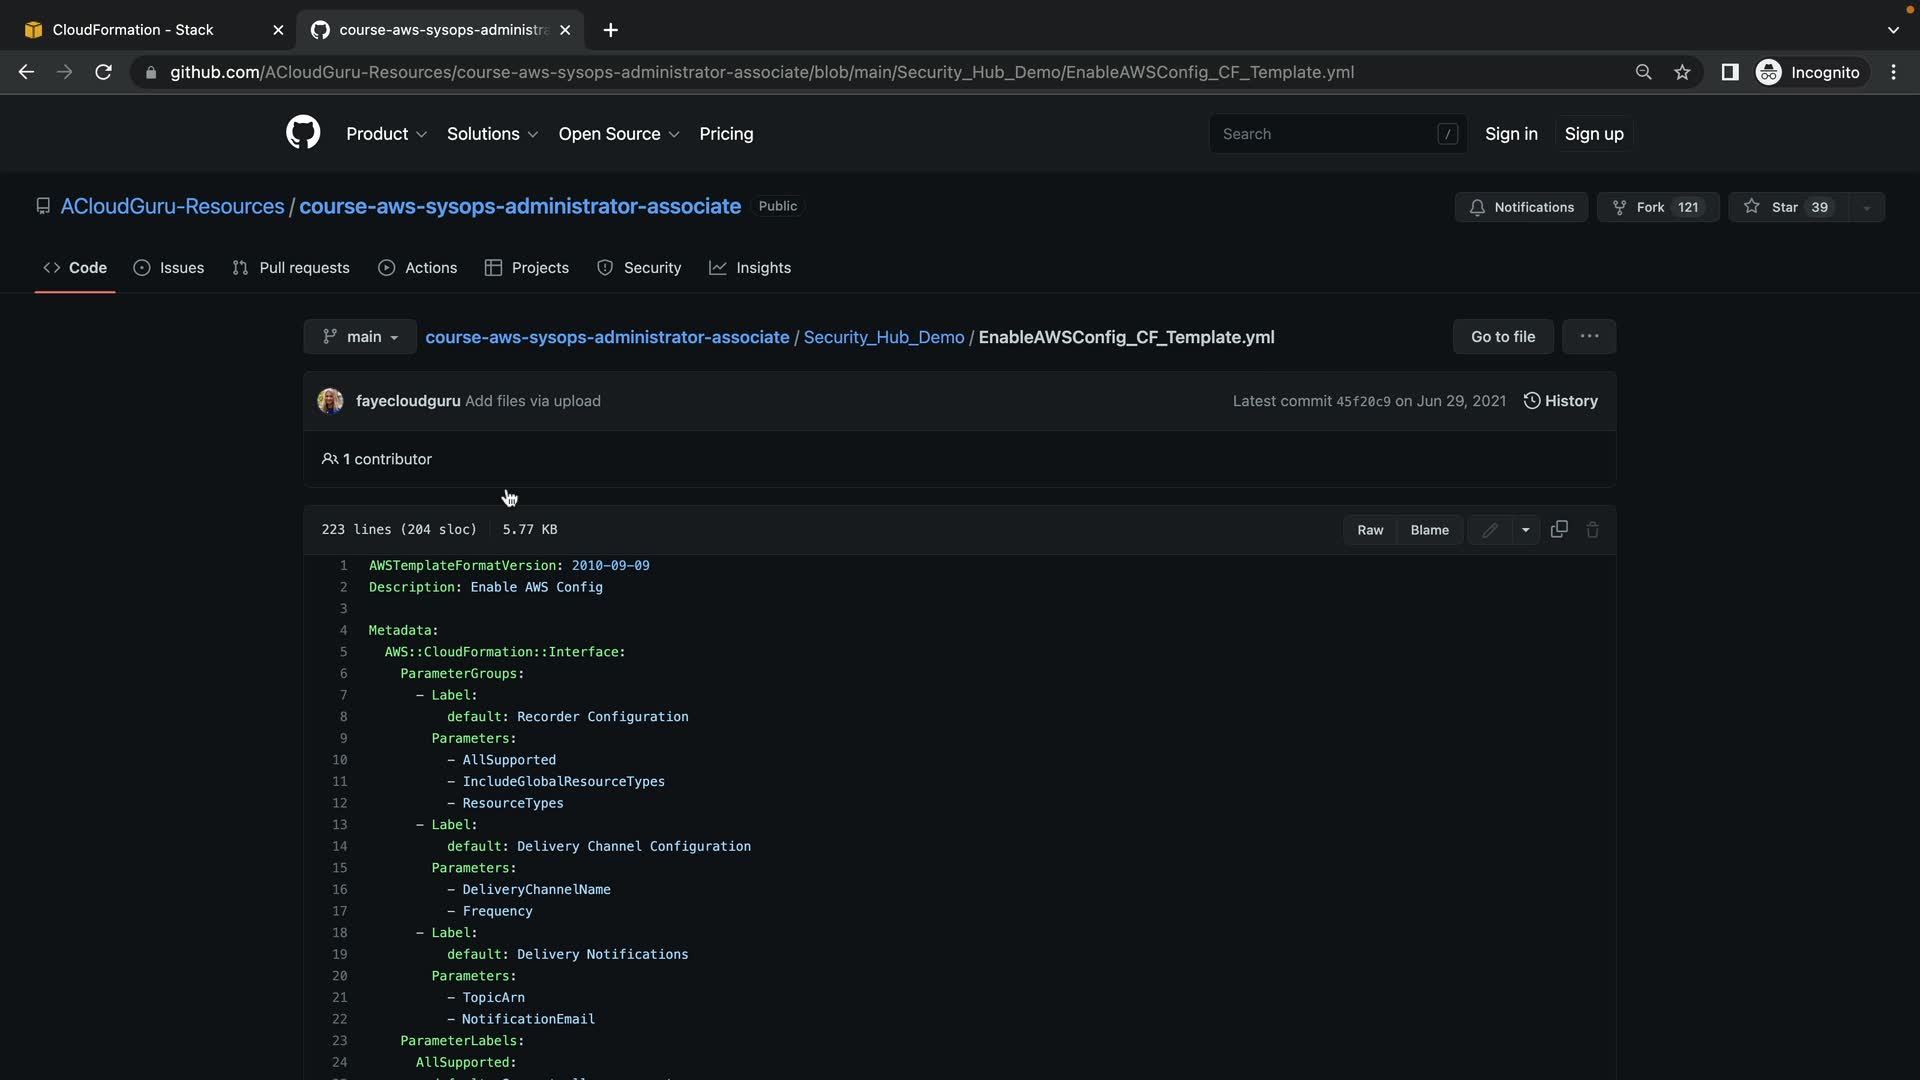 CloudFormation - Stack
course-aws-sysops-administra
github.com/ACloudGuru-Resources/course-aws-sysops-administrator-associate/blob/main/Security_Hub_Demo/EnableAWSConfig_CF_Template.yml
Incognito
Product
Solutions
Open Source
Pricing
Search
/
Sign in
Sign up
ACloudGuru-Resources / course-aws-sysops-administrator-associate
Public
Notifications
Fork 121
Star 39
<> Code
Issues
Pull requests
Actions
Projects
Security
Insights
main
course-aws-sysops-administrator-associate / Security_Hub_Demo / EnableAWSConfig_CF_Template.yml
Go to file
fayecloudguru Add files via upload
Latest commit 45f20c9 on Jun 29, 2021
History
1 contributor
223 lines (204 sloc)
5.77 KB
Raw
Blame
1 AWSTemplateFormatVersion: 2010-09-09
2 Description: Enable AWS Config
3
4 Metadata:
5 AWS::CloudFormation::Interface:
6 ParameterGroups:
7 - Label:
8 default: Recorder Configuration
9 Parameters:
10 - AllSupported
11 - IncludeGlobalResourceTypes
12 - ResourceTypes
13 - Label:
14 default: Delivery Channel Configuration
15 Parameters:
16 - DeliveryChannelName
17 - Frequency
18 - Label:
19 default: Delivery Notifications
20 Parameters:
21 - TopicArn
22 - NotificationEmail
23 ParameterLabels:
24 AllSupported: